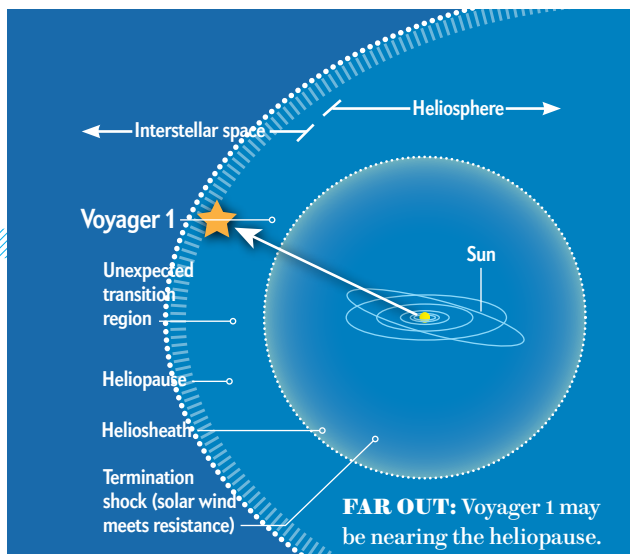 Heliosphere
Interstellar space
Voyager 1
Sun
Unexpected
transition
region
Heliopause
Heliosheath
Termination
shock (solar wind
meets resistance)
FAR OUT: Voyager 1 may
be nearing the heliopause.